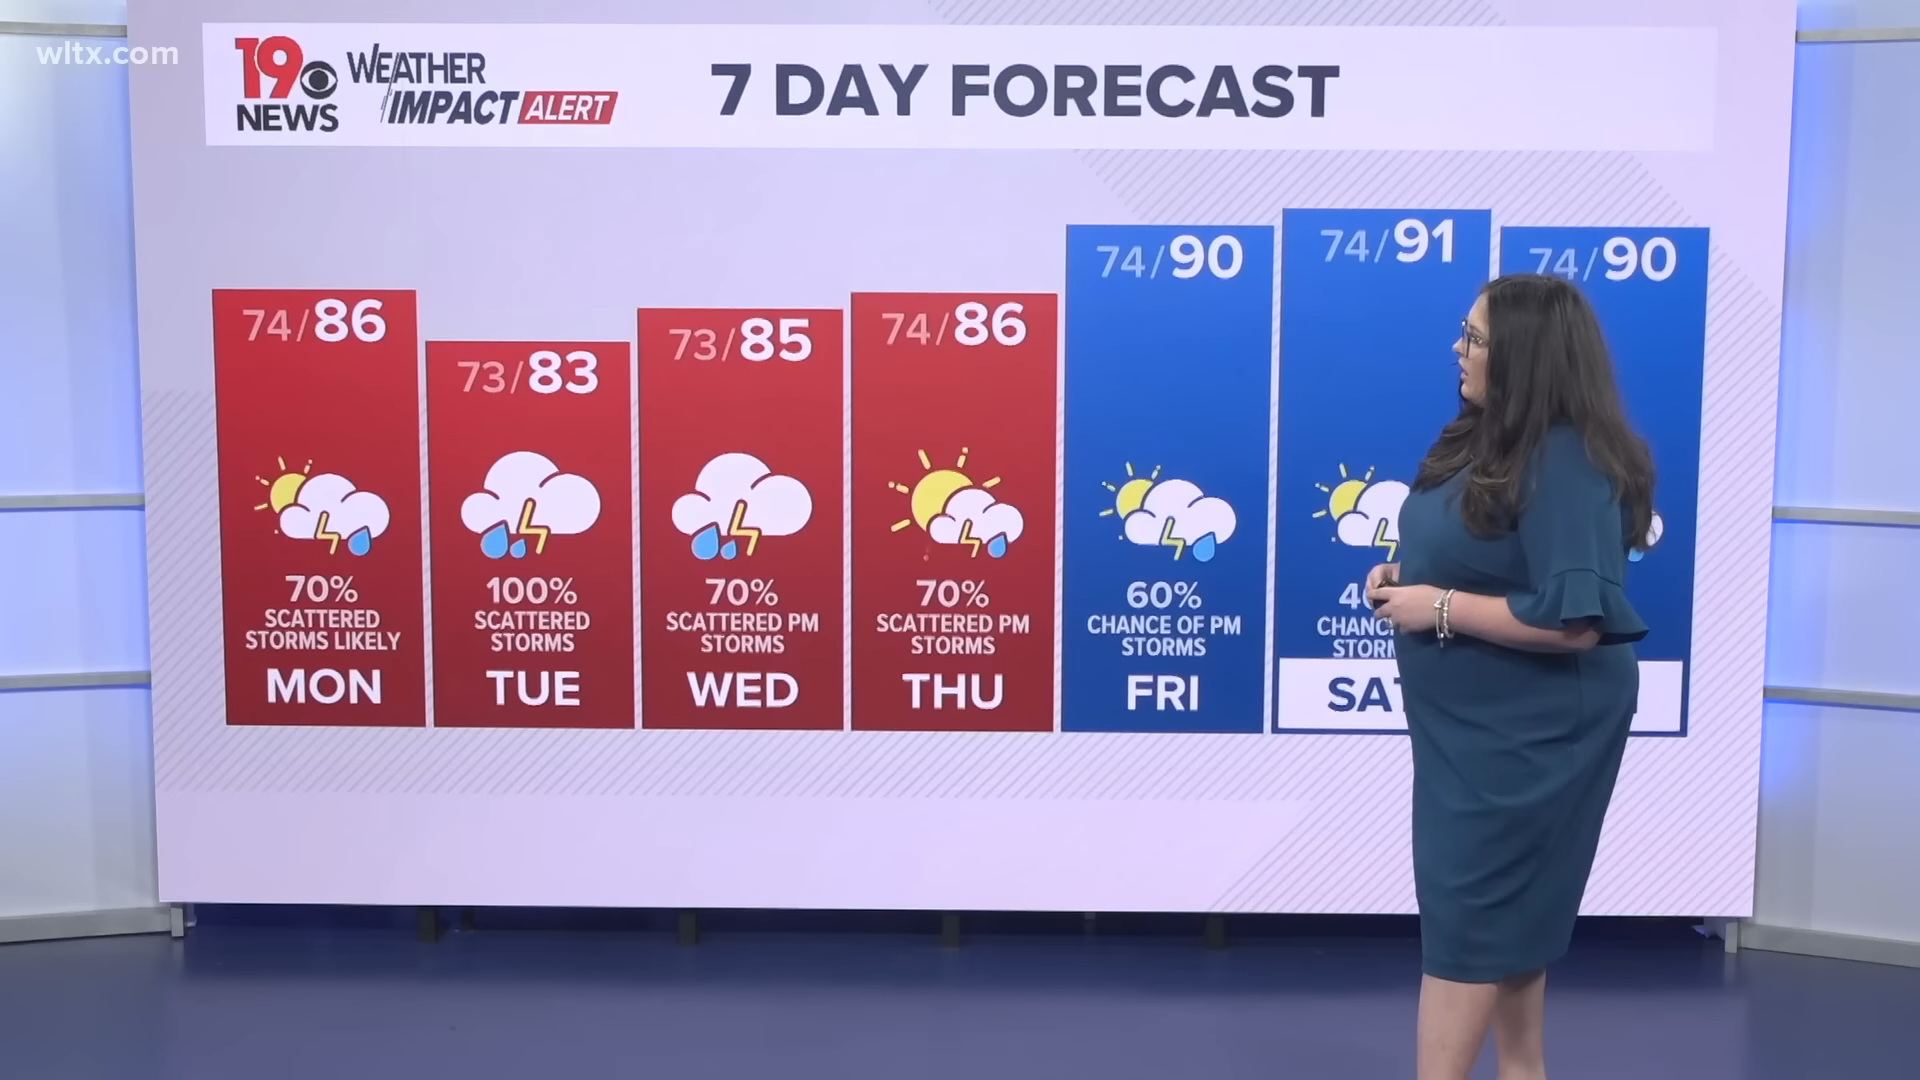 wltx.com
19
NEWS
WEATHER
IMPACT ALERT
7 DAY FORECAST
74/86
70%
SCATTERED
STORMS LIKELY
MON
73/83
100%
SCATTERED
STORMS
TUE
73/85
70%
SCATTERED PM
STORMS
WED
74/86
70%
SCATTERED PM
STORMS
THU
74/90
60%
CHANCE OF PM
STORMS
FRI
74/91
74/90